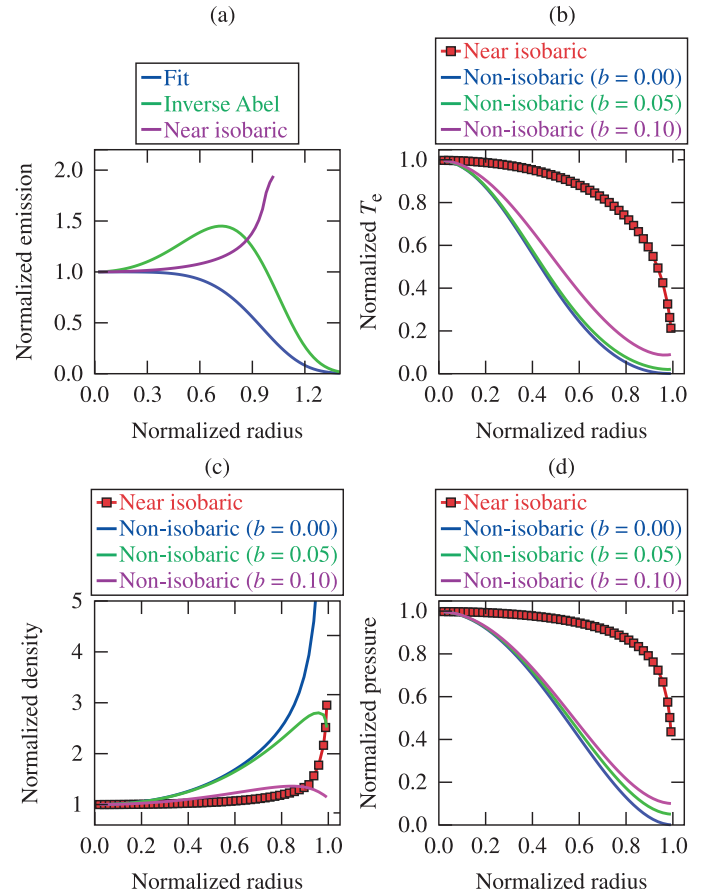 (a)
Fit
Inverse Abel
Near isobaric
Normalized emission
2.0
1.5
1.0
0.5
0.0
0.0 0.3 0.6 0.9 1.2
Normalized radius
(b)
Near isobaric
Non-isobaric (b = 0.00)
Non-isobaric (b = 0.05)
Non-isobaric (b = 0.10)
Normalized Te
1.0
0.8
0.6
0.4
0.2
0.0 0.2 0.4 0.6 0.8 1.0
Normalized radius
(c)
Near isobaric
Non-isobaric (b = 0.00)
Non-isobaric (b = 0.05)
Non-isobaric (b = 0.10)
Normalized density
5
4
3
2
1
0.0 0.2 0.4 0.6 0.8 1.0
Normalized radius
(d)
Near isobaric
Non-isobaric (b = 0.00)
Non-isobaric (b = 0.05)
Non-isobaric (b = 0.10)
Normalized pressure
1.0
0.8
0.6
0.4
0.2
0.0
0.0 0.2 0.4 0.6 0.8 1.0
Normalized radius